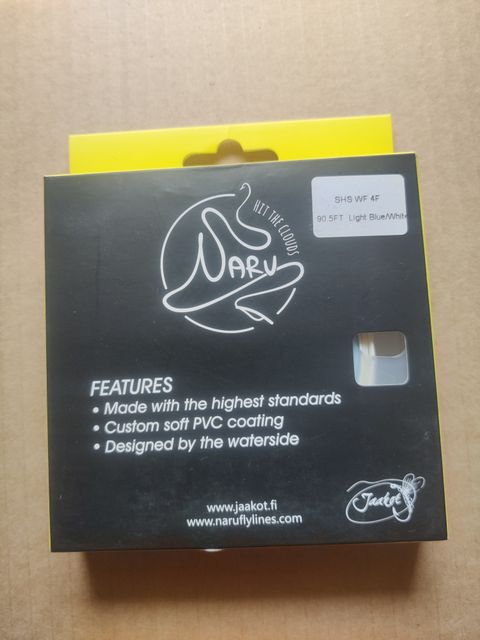 SHS WF 4F
90.5FT Light Blue/White
HIT THE CLOUDS
NARU
FEATURES
• Made with the highest standards
• Custom soft PVC coating
• Designed by the waterside
www.jaakot.fi
www.naruflylines.com
Jaakot